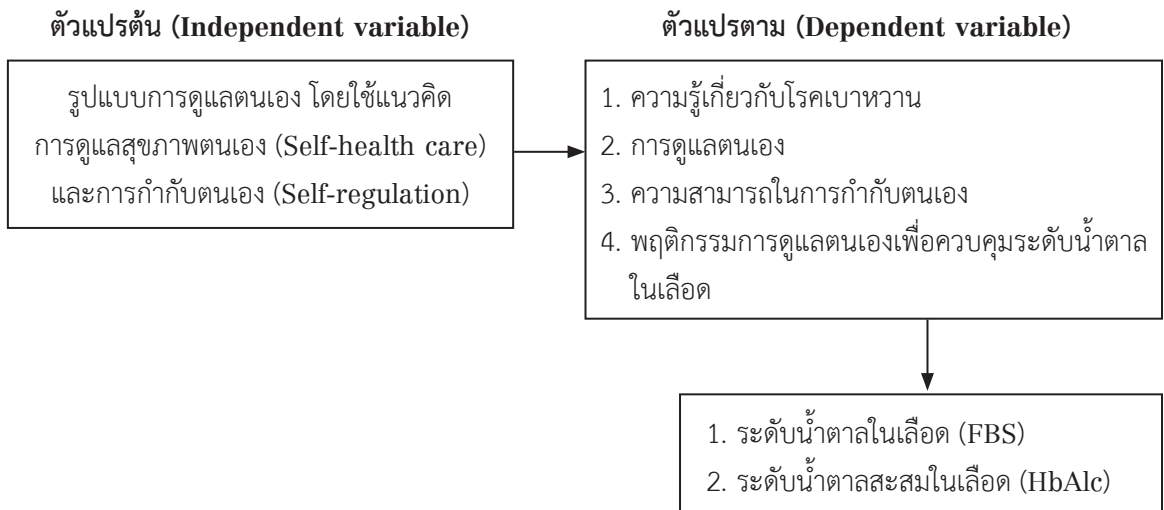 ตัวแปรต้น (Independent variable)
รูปแบบการดูแลตนเอง โดยใช้แนวคิด
การดูแลสุขภาพตนเอง (Self-health care)
และการกำกับตนเอง (Self-regulation)
ตัวแปรตาม (Dependent variable)
1. ความรู้เกี่ยวกับโรคเบาหวาน
2. การดูแลตนเอง
3. ความสามารถในการกำกับตนเอง
4. พฤติกรรมการดูแลตนเองเพื่อควบคุมระดับน้ำตาล
ในเลือด
1. ระดับน้ำตาลในเลือด (FBS)
2. ระดับน้ำตาลสะสมในเลือด (HbAlc)